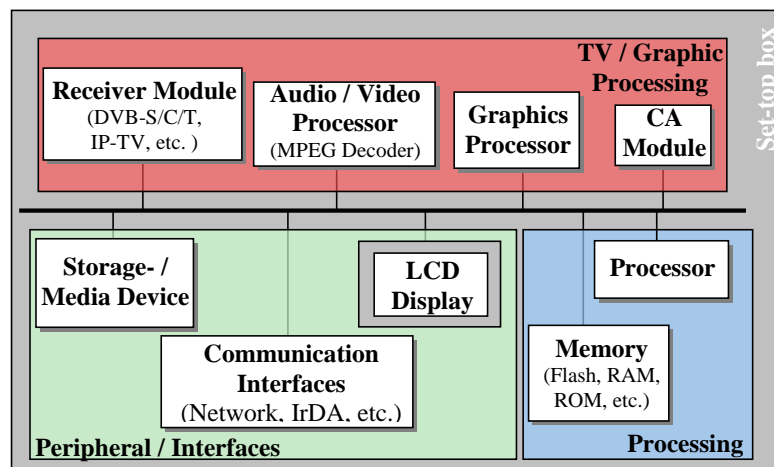 TV / Graphic
Processing
Set-top box
Receiver Module
(DVB-S/C/T,
IP-TV, etc. )
Audio / Video
Processor
(MPEG Decoder)
Graphics
Processor
CA
Module
Storage- /
Media Device
LCD
Display
Processor
Communication
Interfaces
(Network, IrDA, etc.)
Memory
(Flash, RAM,
ROM, etc.)
Peripheral / Interfaces
Processing